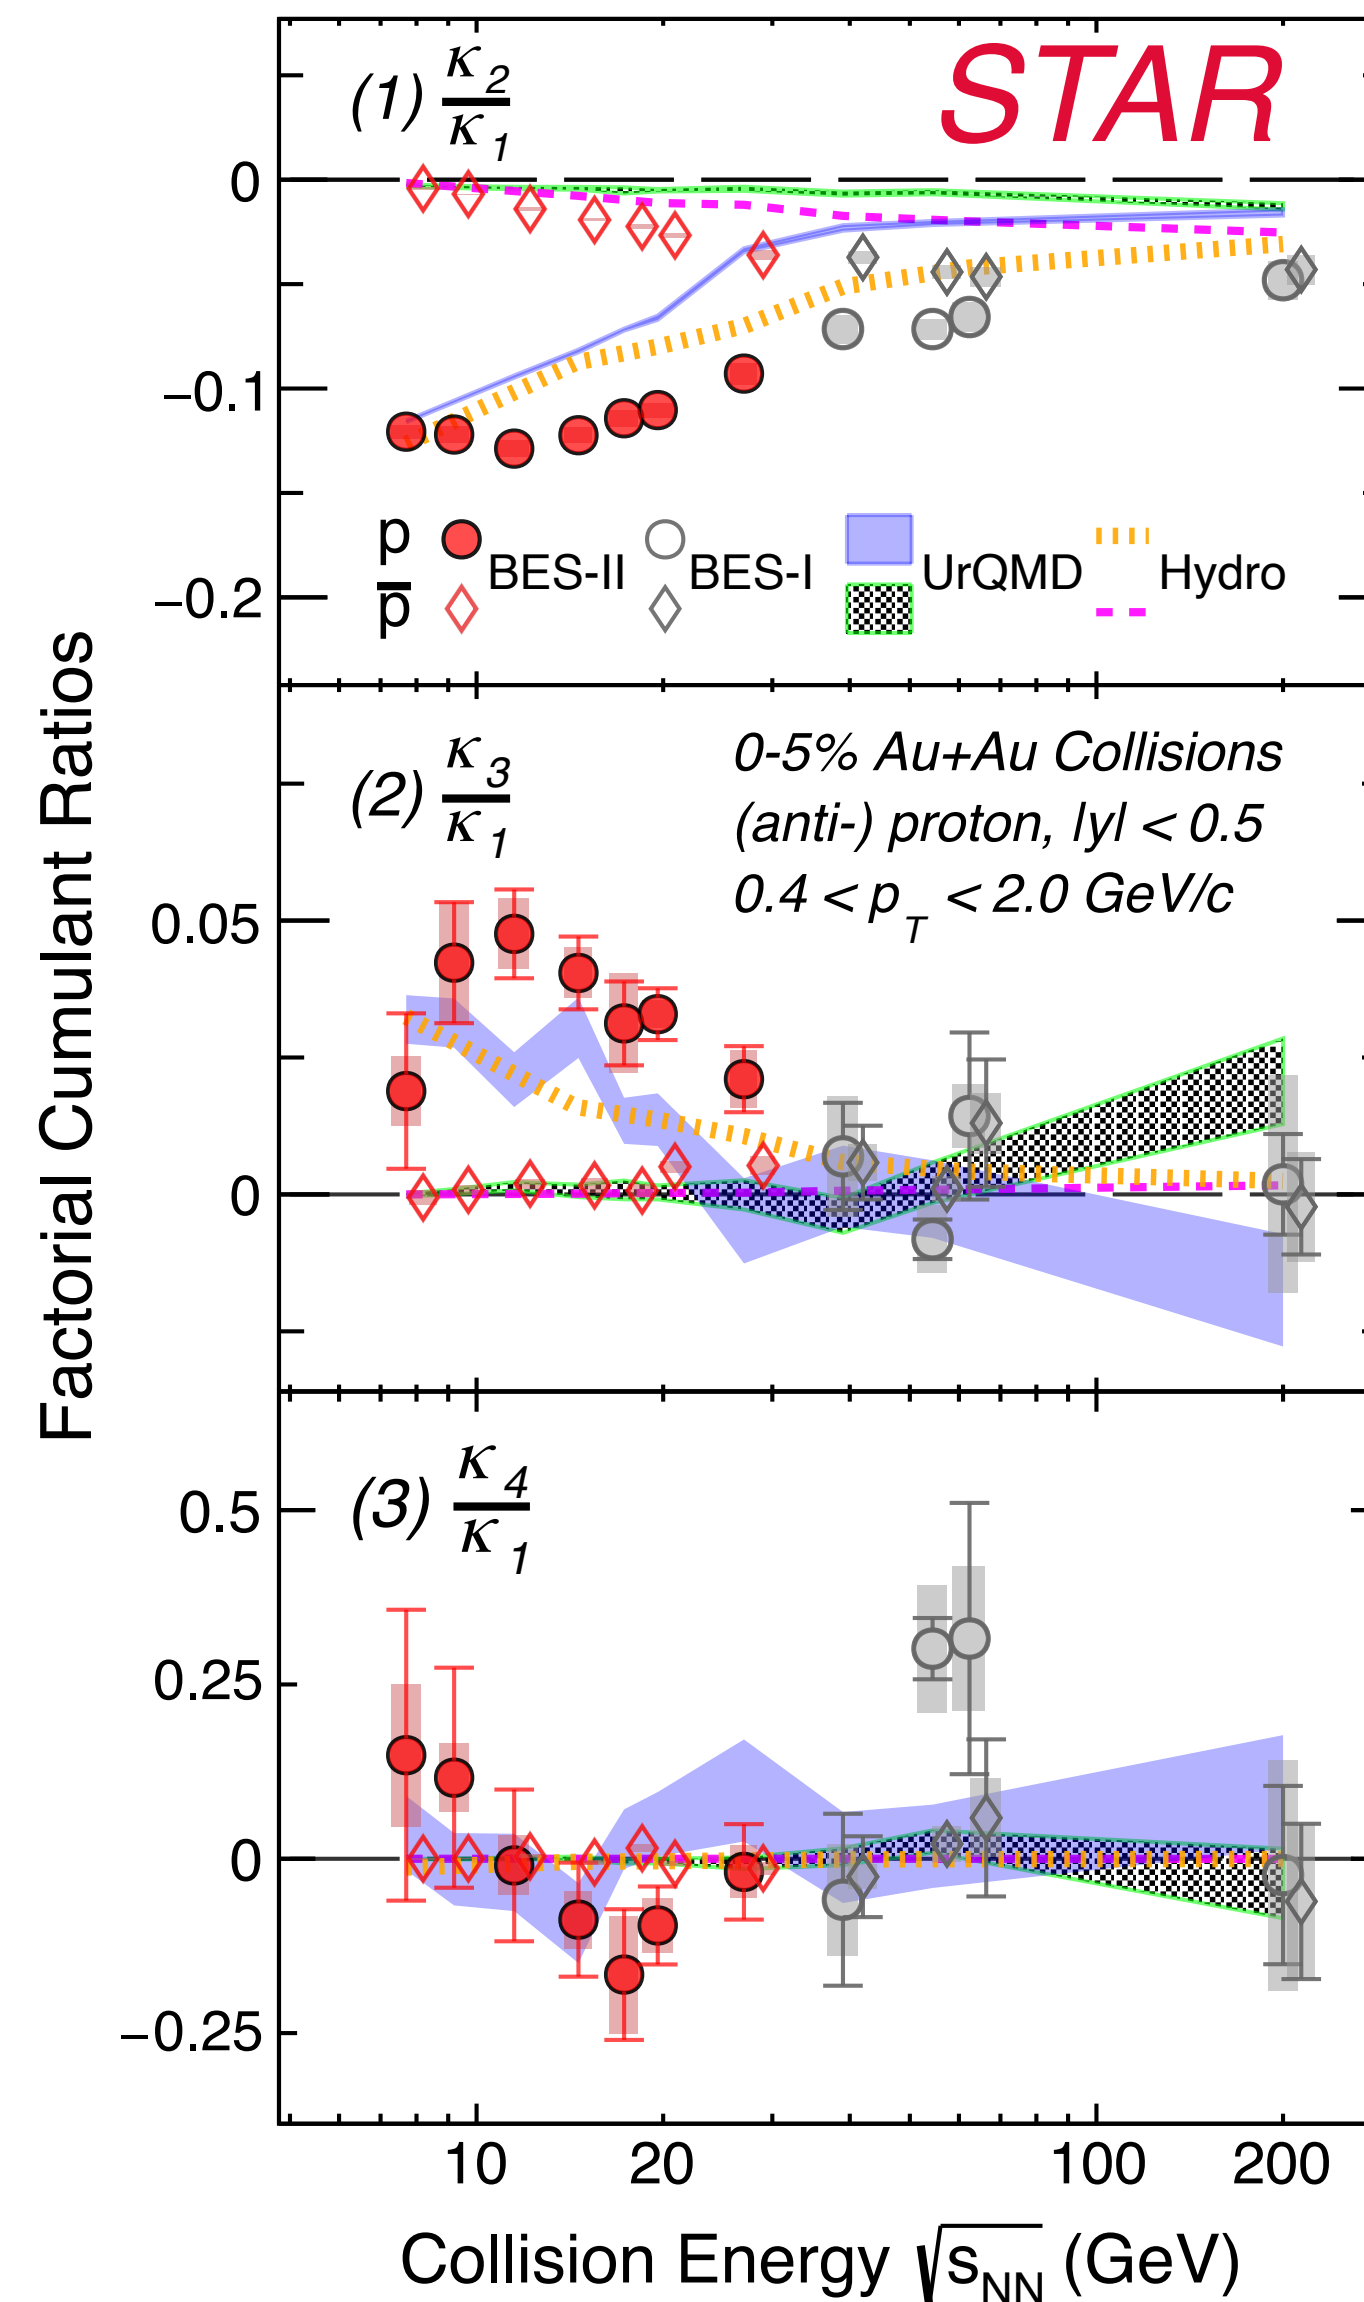 STAR
(1) κ2/κ1
0
−0.1
−0.2
p
p̅
BES-II
BES-I
UrQMD
Hydro
Factorial Cumulant Ratios
(2) κ3/κ1
0-5% Au+Au Collisions
(anti-) proton, |y| < 0.5
0.4 < pT < 2.0 GeV/c
0.05
0
(3) κ4/κ1
0.5
0.25
0
−0.25
10 20 100 200
Collision Energy √sNN (GeV)